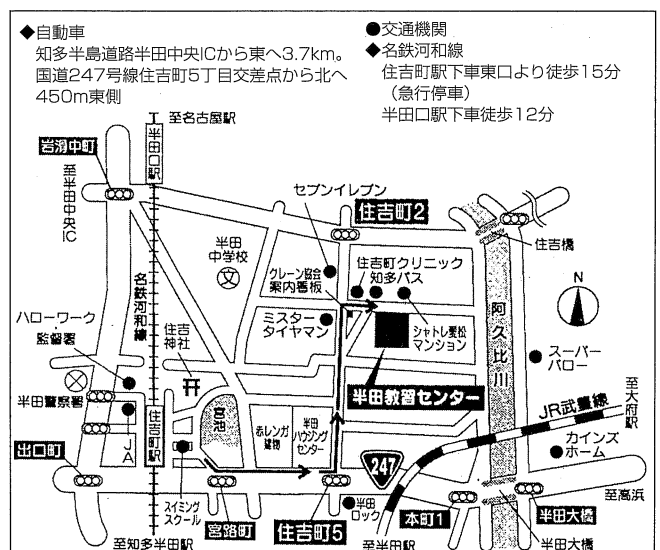 ◆自動車
知多半島道路半田中央ICから東へ3.7km。
国道247号線住吉町5丁目交差点から北へ
450m東側
●交通機関
◆名鉄河和線
住吉町駅下車東口より徒歩15分
（急行停車）
半田口駅下車徒歩12分
至名古屋駅
岩滑中町
半田口駅
至半田中央IC
セブンイレブン
住吉町2
住吉橋
半田
中学校
文
クレーン協会
案内看板
住吉町クリニック
知多バス
N
名鉄河和線
ハローワーク
監督署
住吉
神社
ミスター
タイヤマン
シャトレ愛松
マンション
阿久比川
スーパー
バロー
半田警察署
半田教習センター
至大府駅
JR武豊線
住吉町駅
宮池
赤レンガ
建物
半田
ハウジング
センター
JA
出口町
247
カインズ
ホーム
スイミング
スクール
宮路町
住吉町5
半田
ロック
本町1
半田大橋
至高浜
至知多半田駅
至半田駅
半田大橋